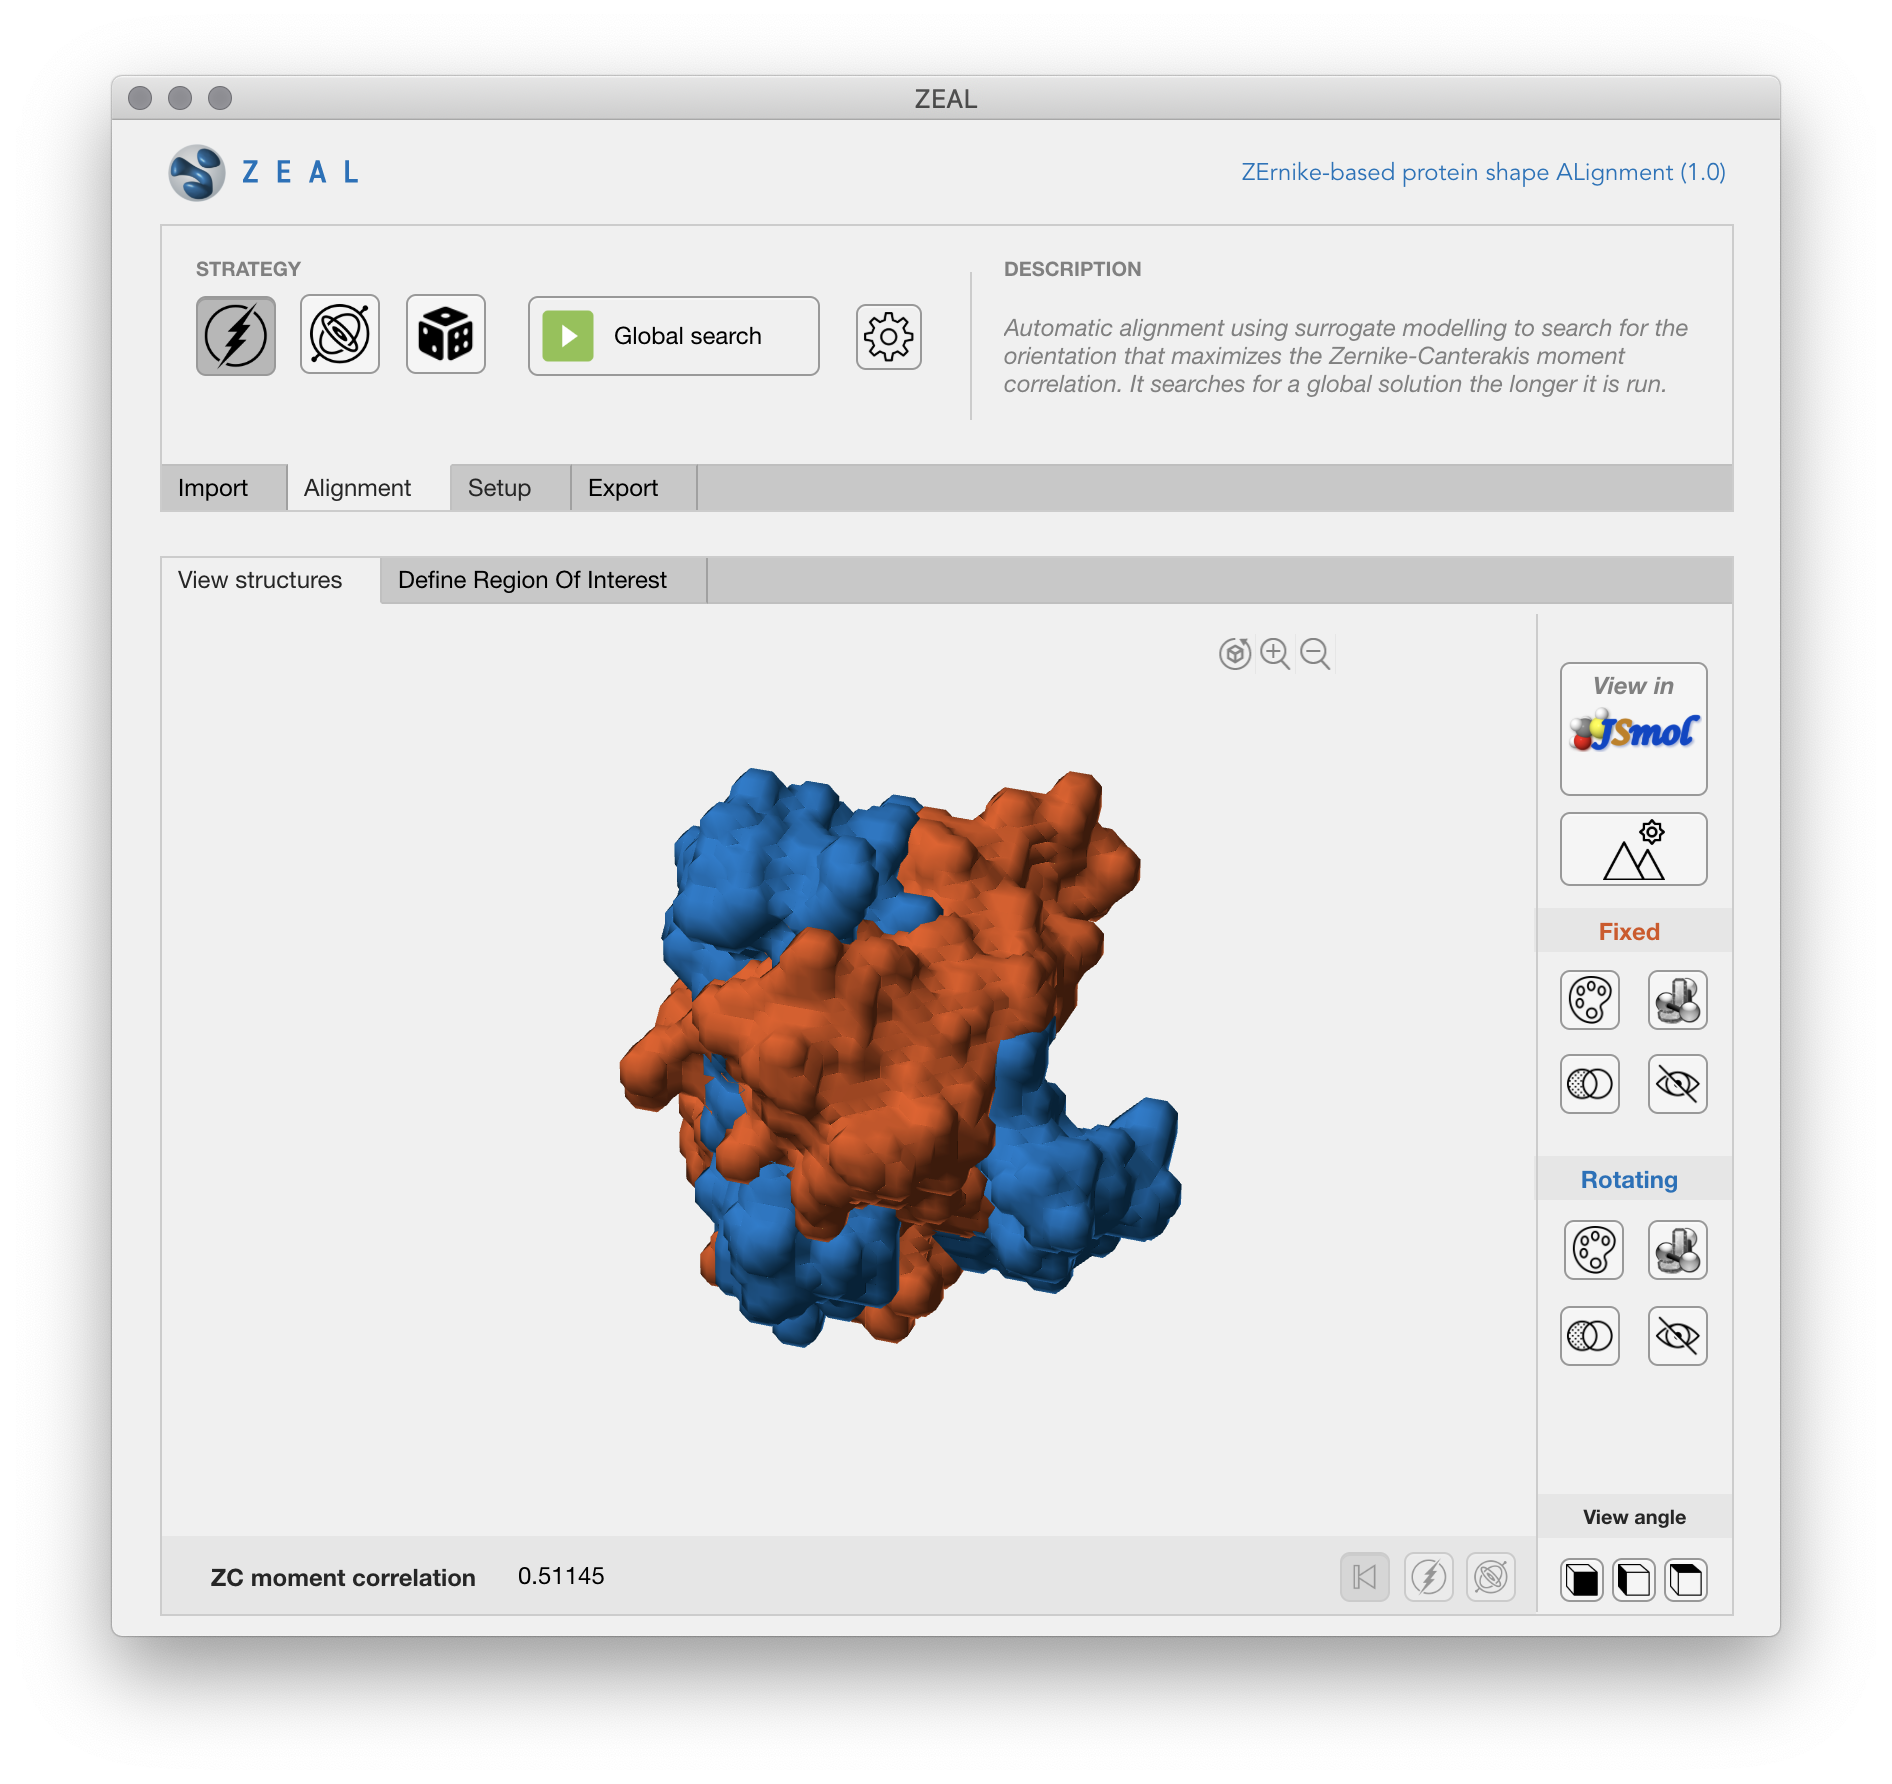 ZEAL
ZEAL
ZErnike-based protein shape ALignment (1.0)
STRATEGY
Global search
DESCRIPTION
Automatic alignment using surrogate modelling to search for the
orientation that maximizes the Zernike-Canterakis moment
correlation. It searches for a global solution the longer it is run.
Import
Alignment
Setup
Export
View structures
Define Region Of Interest
View in
JSmol
Fixed
Rotating
View angle
ZC moment correlation
0.51145